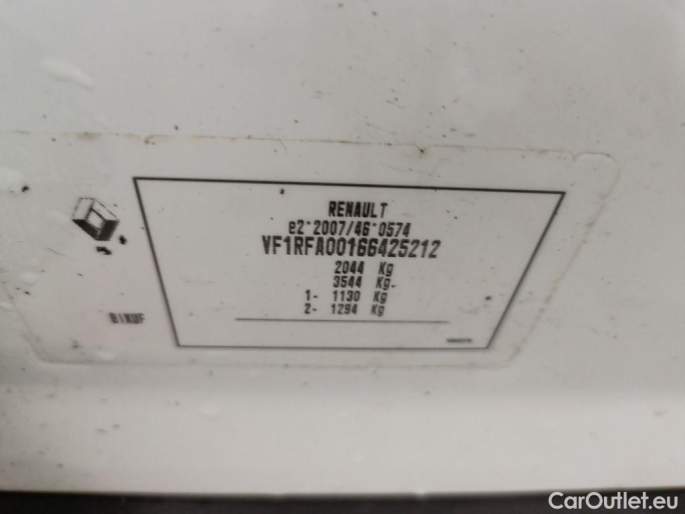 RENAULT
e2*2007/46*0574
VF1RFA00166425212
2044 Kg
3544 Kg
1- 1130 Kg
2- 1294 Kg
CarOutlet.eu